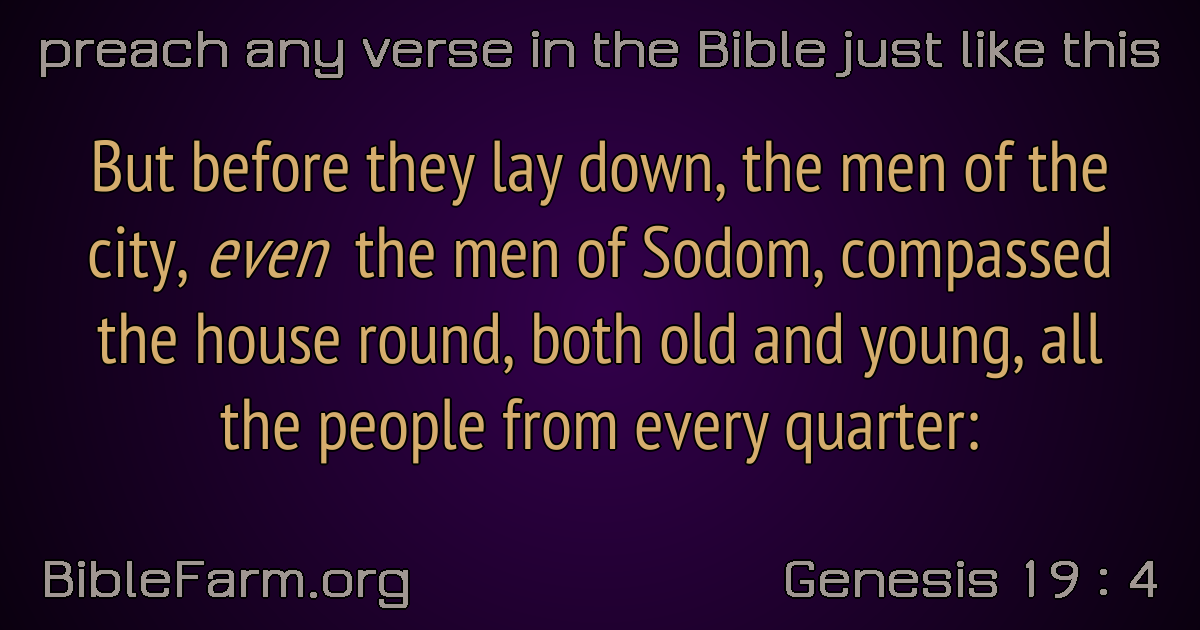 preach any verse in the Bible just like this
But before they lay down, the men of the
city, even the men of Sodom, compassed
the house round, both old and young, all
the people from every quarter:
BibleFarm.org
Genesis 19 : 4